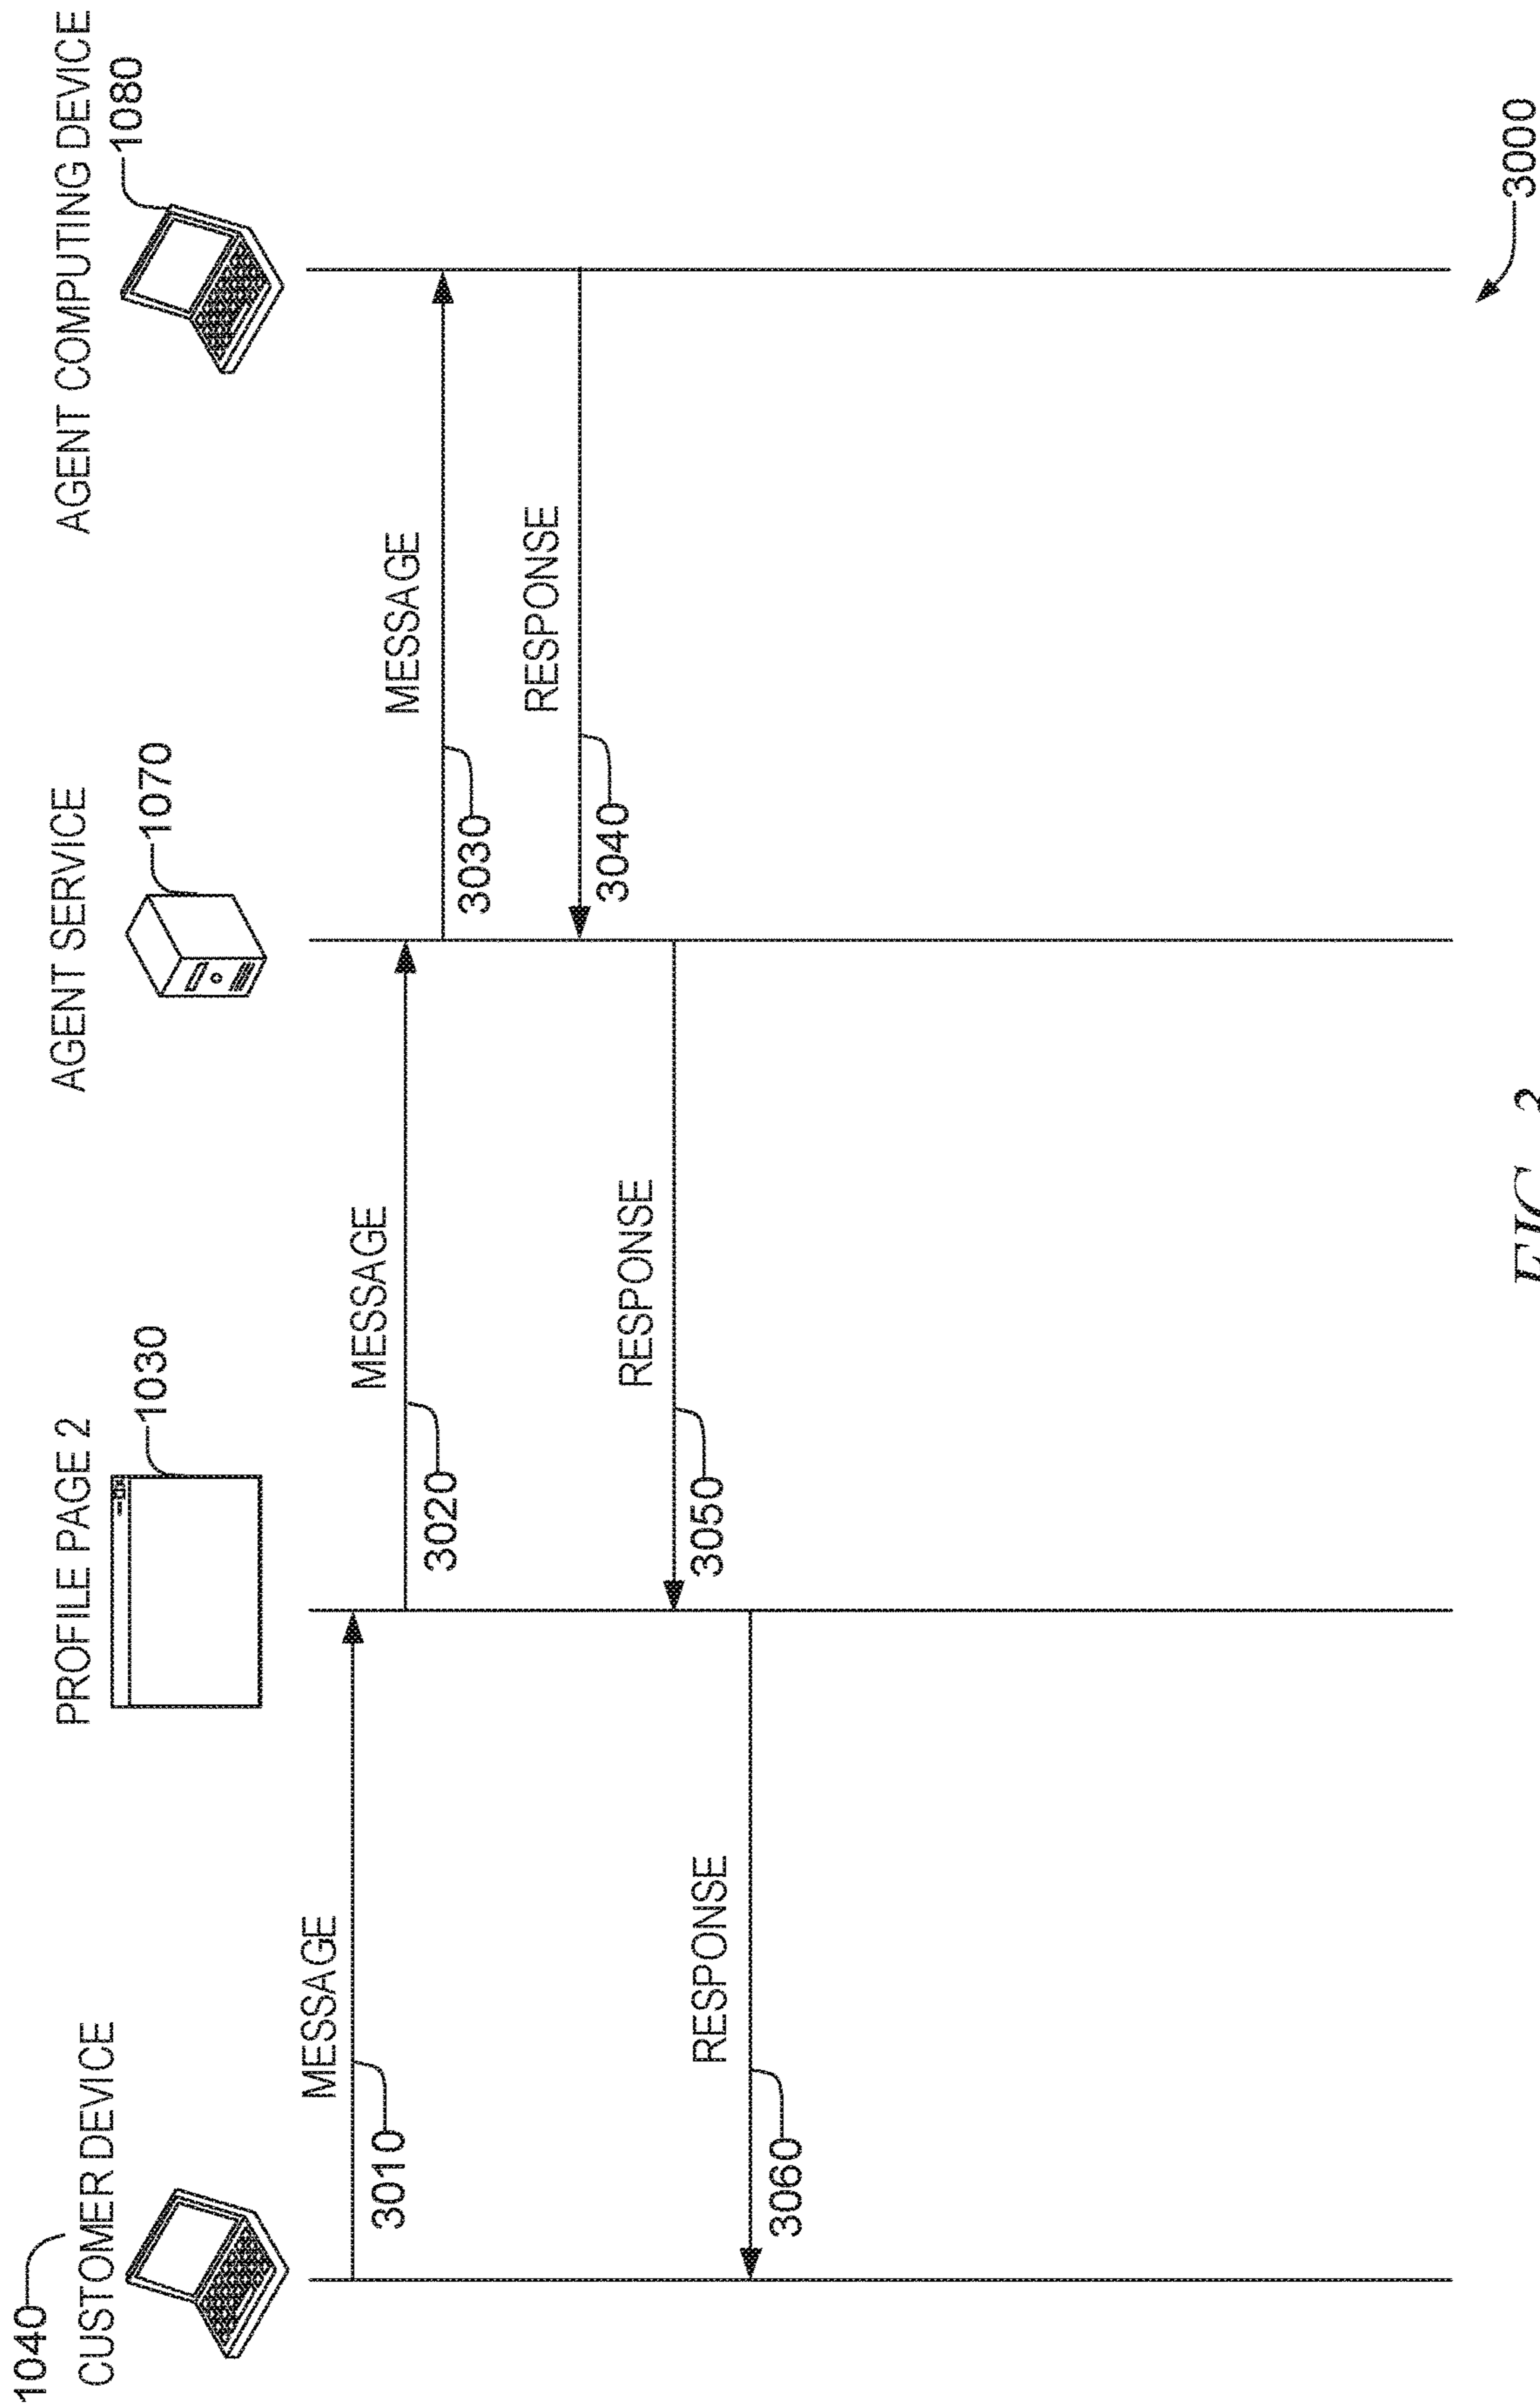 1040
CUSTOMER DEVICE
PROFILE PAGE 2
1030
AGENT SERVICE
1070
AGENT COMPUTING DEVICE
1080
MESSAGE
3010
MESSAGE
3020
MESSAGE
3030
RESPONSE
3040
RESPONSE
3050
RESPONSE
3060
3000
FIG.